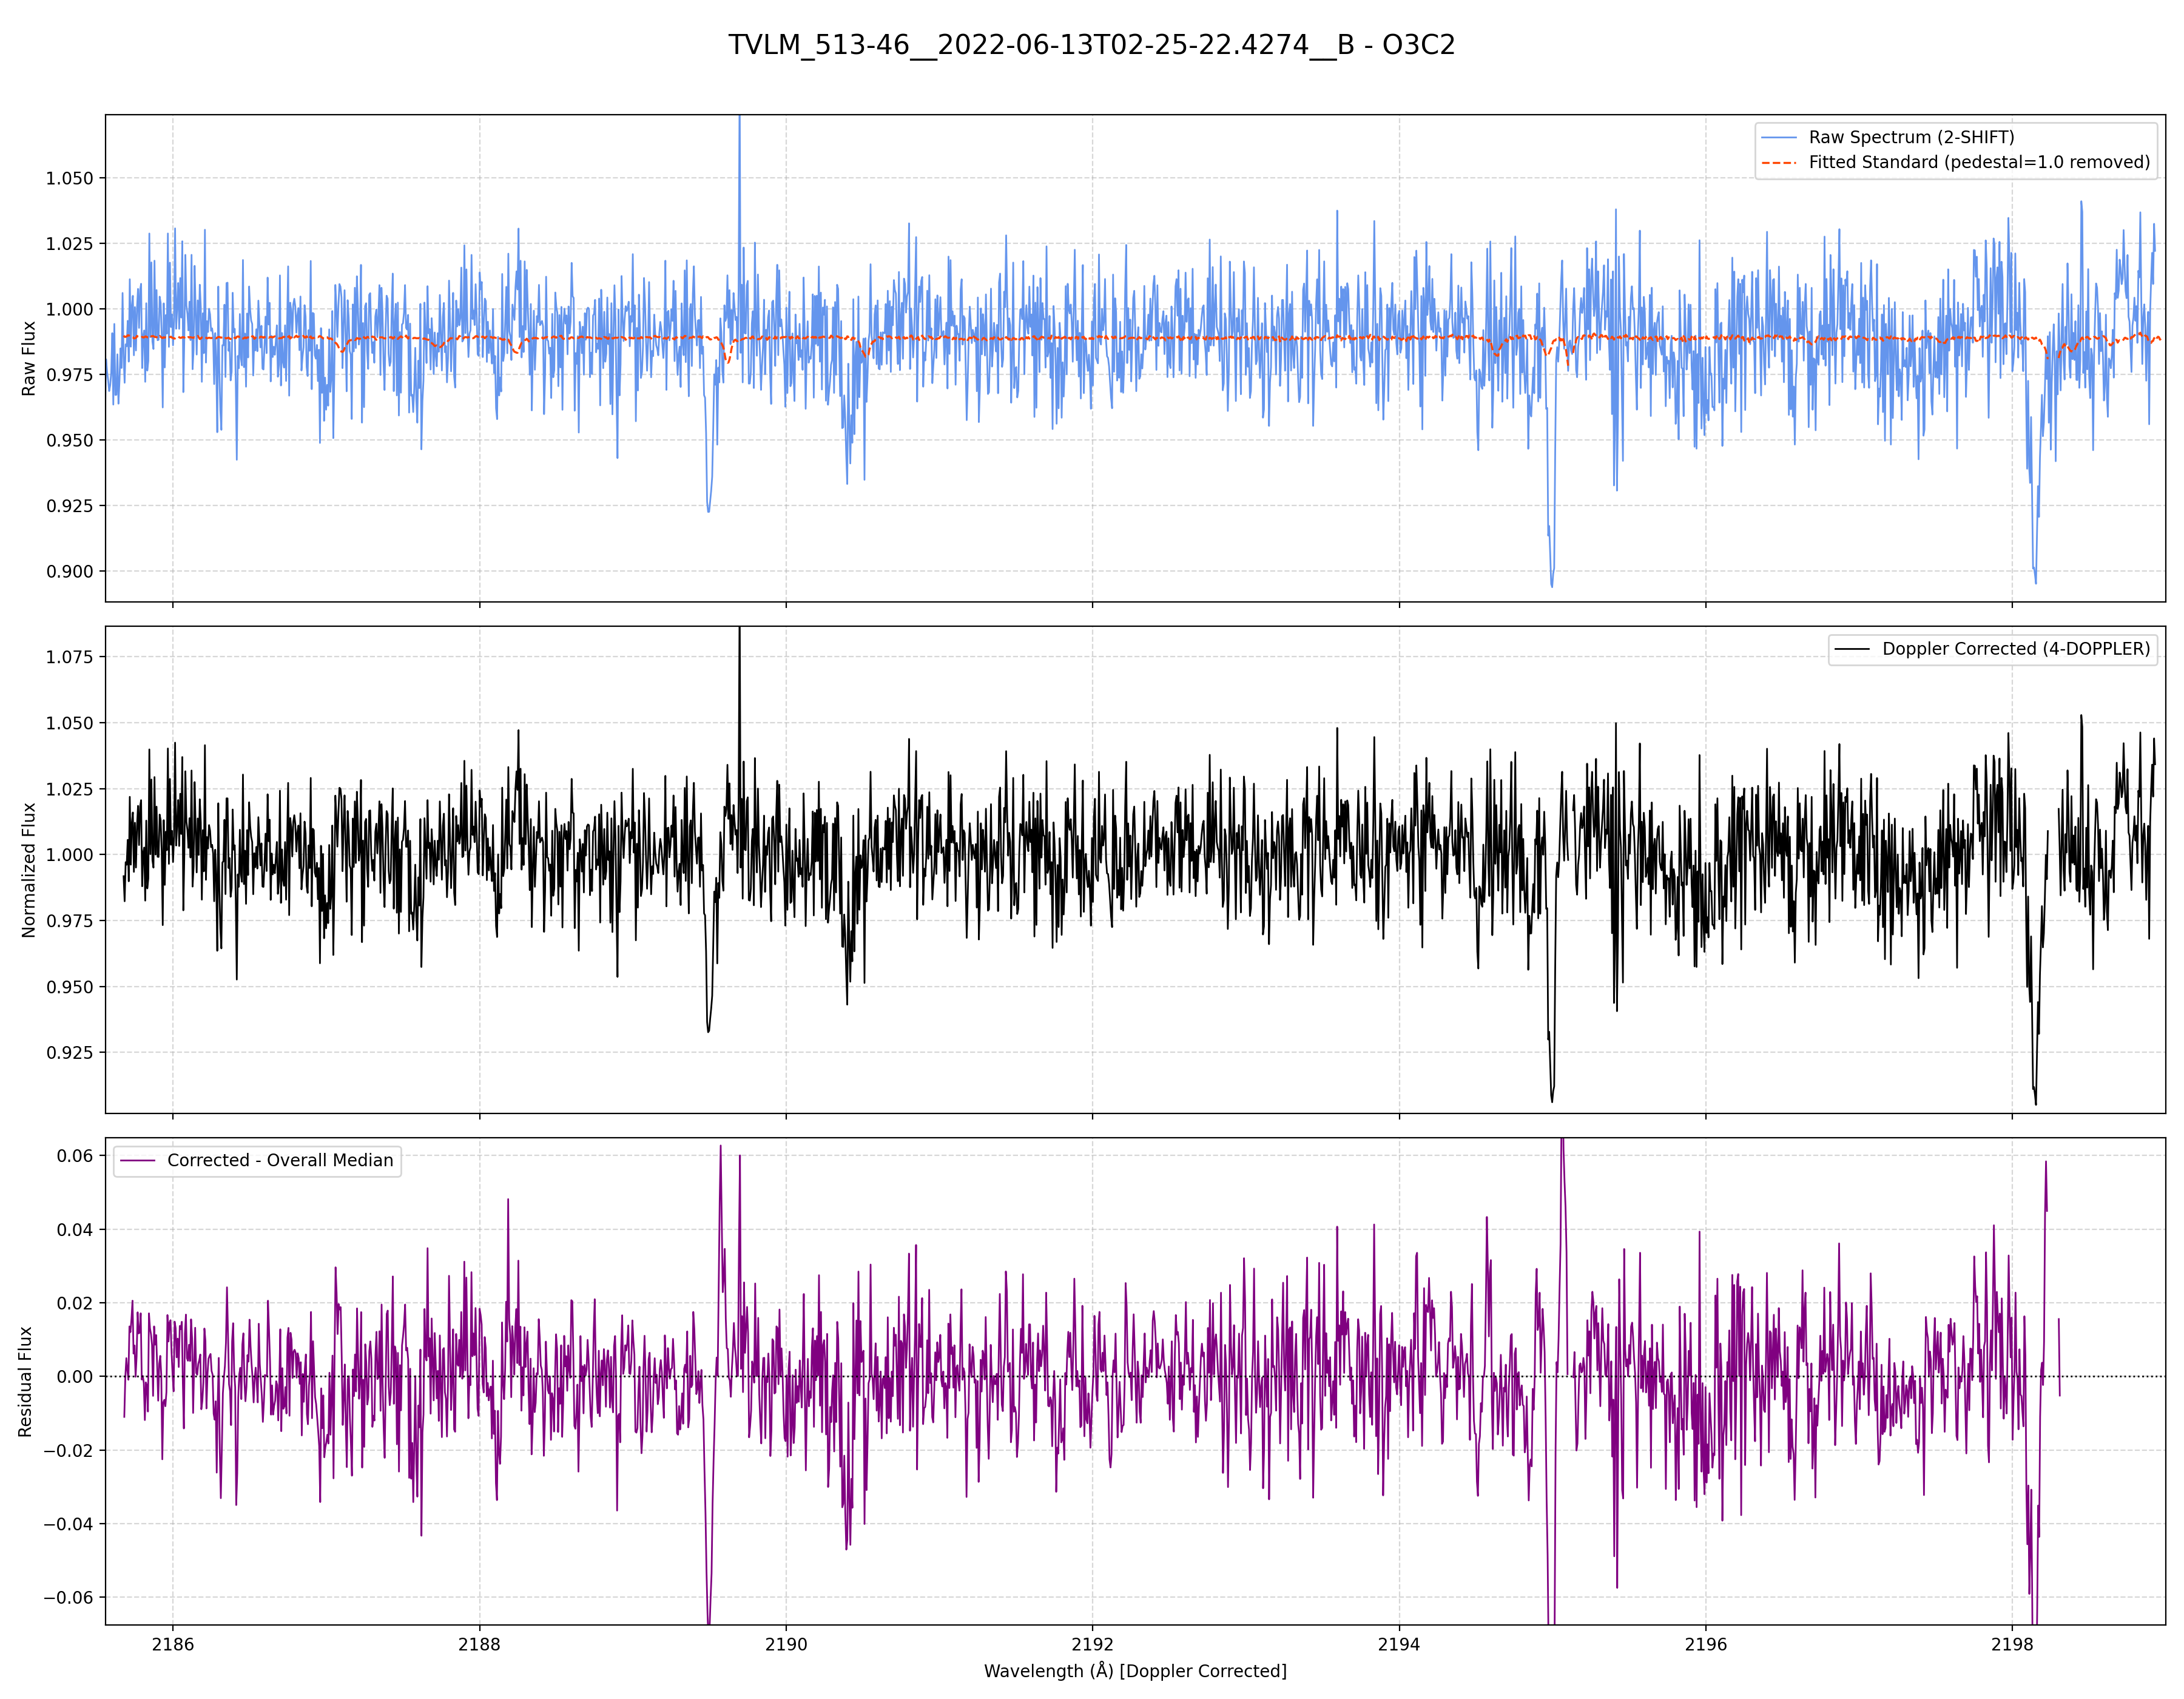 TVLM_513-46__2022-06-13T02-25-22.4274__B - O3C2
Raw Flux
1.050
1.025
1.000
0.975
0.950
0.925
0.900
Raw Spectrum (2-SHIFT)
Fitted Standard (pedestal=1.0 removed)
Normalized Flux
1.075
1.050
1.025
1.000
0.975
0.950
0.925
Doppler Corrected (4-DOPPLER)
Residual Flux
0.06
0.04
0.02
0.00
−0.02
−0.04
−0.06
Corrected - Overall Median
2186 2188 2190 2192 2194 2196 2198
Wavelength (Å) [Doppler Corrected]